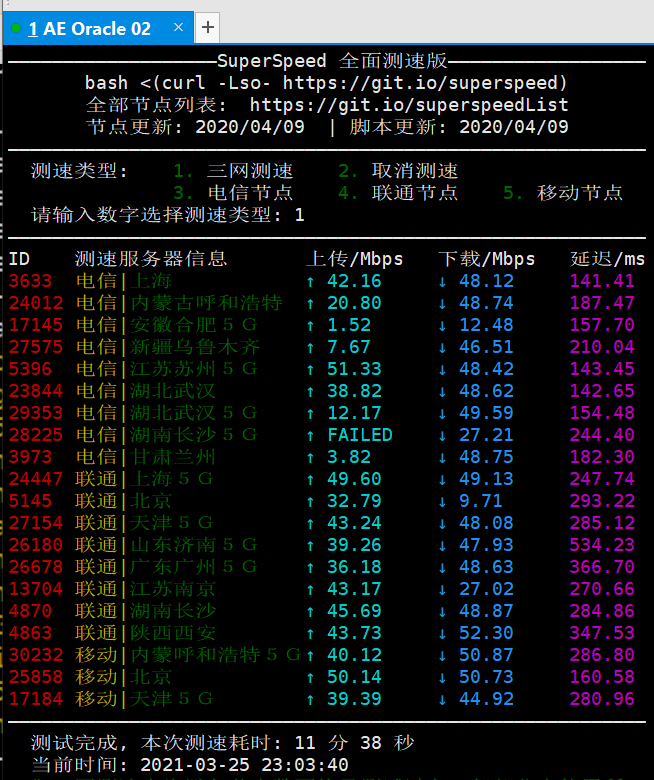 1 AE Oracle 02 × +
SuperSpeed 全面测速版
bash <(curl -Lso- https://git.io/superspeed)
全部节点列表: https://git.io/superspeedList
节点更新: 2020/04/09 | 脚本更新: 2020/04/09
测速类型: 1. 三网测速 2. 取消测速
3. 电信节点 4. 联通节点 5. 移动节点
请输入数字选择测速类型: 1
ID 测速服务器信息 上传/Mbps 下载/Mbps 延迟/ms
3633 电信|上海 ↑ 42.16 ↓ 48.12 141.41
24012 电信|内蒙古呼和浩特 ↑ 20.80 ↓ 48.74 187.47
17145 电信|安徽合肥5G ↑ 1.52 ↓ 12.48 157.70
27575 电信|新疆乌鲁木齐 ↑ 7.67 ↓ 46.51 210.04
5396 电信|江苏苏州5G ↑ 51.33 ↓ 48.42 143.45
23844 电信|湖北武汉 ↑ 38.82 ↓ 48.62 142.65
29353 电信|湖北武汉5G ↑ 12.17 ↓ 49.59 154.48
28225 电信|湖南长沙5G ↑ FAILED ↓ 27.21 244.40
3973 电信|甘肃兰州 ↑ 3.82 ↓ 48.75 182.30
24447 联通|上海5G ↑ 49.60 ↓ 49.13 247.74
5145 联通|北京 ↑ 32.79 ↓ 9.71 293.22
27154 联通|天津5G ↑ 43.24 ↓ 48.08 285.12
26180 联通|山东济南5G ↑ 39.26 ↓ 47.93 534.23
26678 联通|广东广州5G ↑ 36.18 ↓ 48.63 366.70
13704 联通|江苏南京 ↑ 43.17 ↓ 27.02 270.66
4870 联通|湖南长沙 ↑ 45.69 ↓ 48.87 284.86
4863 联通|陕西西安 ↑ 43.73 ↓ 52.30 347.53
30232 移动|内蒙呼和浩特5G ↑ 40.12 ↓ 50.87 286.80
25858 移动|北京 ↑ 50.14 ↓ 50.73 160.58
17184 移动|天津5G ↑ 39.39 ↓ 44.92 280.96
测试完成, 本次测速耗时: 11 分 38 秒
当前时间: 2021-03-25 23:03:40